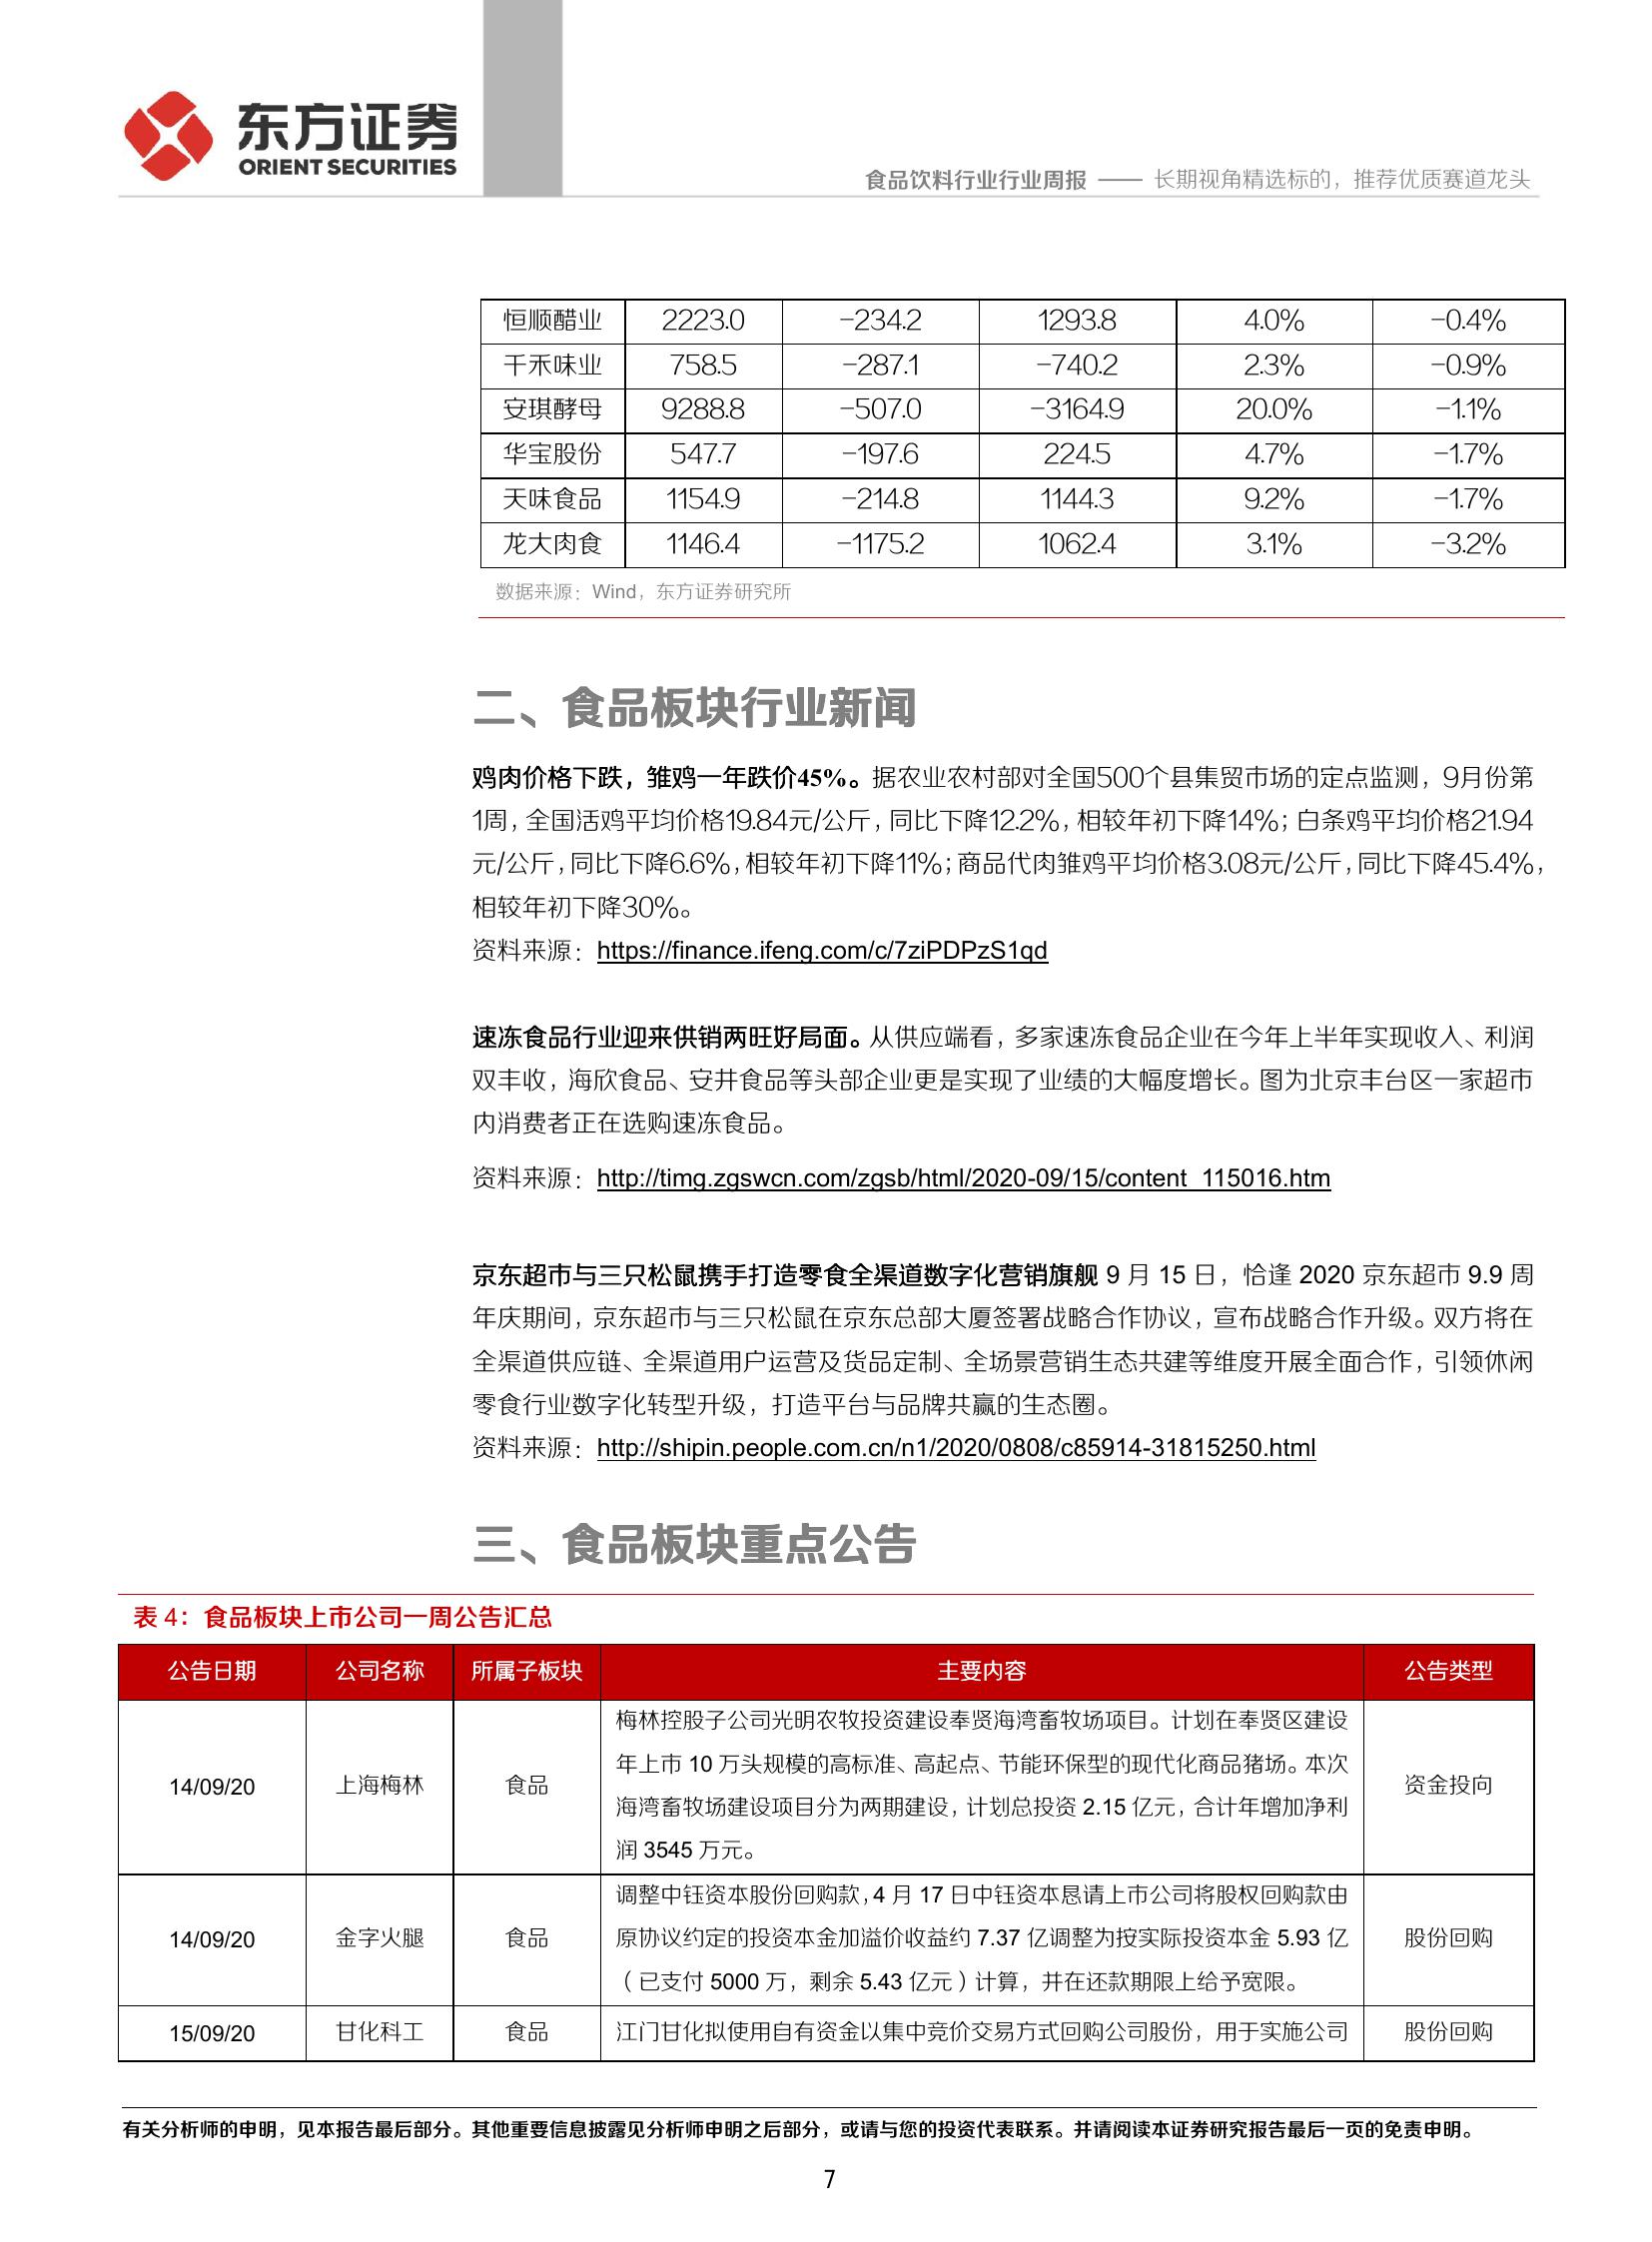 东方证券
ORIENT SECURITIES
食品饮料行业行业周报 —— 长期视角精选标的，推荐优质赛道龙头
恒顺醋业 2223.0 -234.2 1293.8 4.0% -0.4%
千禾味业 758.5 -287.1 -740.2 2.3% -0.9%
安琪酵母 9288.8 -507.0 -3164.9 20.0% -1.1%
华宝股份 547.7 -197.6 224.5 4.7% -1.7%
天味食品 1154.9 -214.8 1144.3 9.2% -1.7%
龙大肉食 1146.4 -1175.2 1062.4 3.1% -3.2%
数据来源：Wind，东方证券研究所
二、食品板块行业新闻
鸡肉价格下跌，雏鸡一年跌价45%。据农业农村部对全国500个县集贸市场的定点监测，9月份第
1周，全国活鸡平均价格19.84元/公斤，同比下降12.2%，相较年初下降14%；白条鸡平均价格21.94
元/公斤，同比下降6.6%，相较年初下降11%；商品代肉雏鸡平均价格3.08元/公斤，同比下降45.4%，
相较年初下降30%。
资料来源：https://finance.ifeng.com/c/7ziPDPzS1qd
速冻食品行业迎来供销两旺好局面。从供应端看，多家速冻食品企业在今年上半年实现收入、利润
双丰收，海欣食品、安井食品等头部企业更是实现了业绩的大幅度增长。图为北京丰台区一家超市
内消费者正在选购速冻食品。
资料来源：http://timg.zgswcn.com/zgsb/html/2020-09/15/content_115016.htm
京东超市与三只松鼠携手打造零食全渠道数字化营销旗舰 9 月 15 日，恰逢 2020 京东超市 9.9 周
年庆期间，京东超市与三只松鼠在京东总部大厦签署战略合作协议，宣布战略合作升级。双方将在
全渠道供应链、全渠道用户运营及货品定制、全场景营销生态共建等维度开展全面合作，引领休闲
零食行业数字化转型升级，打造平台与品牌共赢的生态圈。
资料来源：http://shipin.people.com.cn/n1/2020/0808/c85914-31815250.html
三、食品板块重点公告
表 4：食品板块上市公司一周公告汇总
公告日期 公司名称 所属子板块 主要内容 公告类型
14/09/20 上海梅林 食品 梅林控股子公司光明农牧投资建设奉贤海湾畜牧场项目。计划在奉贤区建设
年上市 10 万头规模的高标准、高起点、节能环保型的现代化商品猪场。本次
海湾畜牧场建设项目分为两期建设，计划总投资 2.15 亿元，合计年增加净利
润 3545 万元。 资金投向
14/09/20 金字火腿 食品 调整中钰资本股份回购款，4 月 17 日中钰资本恳请上市公司将股权回购款由
原协议约定的投资本金加溢价收益约 7.37 亿调整为按实际投资本金 5.93 亿
（已支付 5000 万，剩余 5.43 亿元）计算，并在还款期限上给予宽限。 股份回购
15/09/20 甘化科工 食品 江门甘化拟使用自有资金以集中竞价交易方式回购公司股份，用于实施公司 股份回购
有关分析师的申明，见本报告最后部分。其他重要信息披露见分析师申明之后部分，或请与您的投资代表联系。并请阅读本证券研究报告最后一页的免责申明。
7